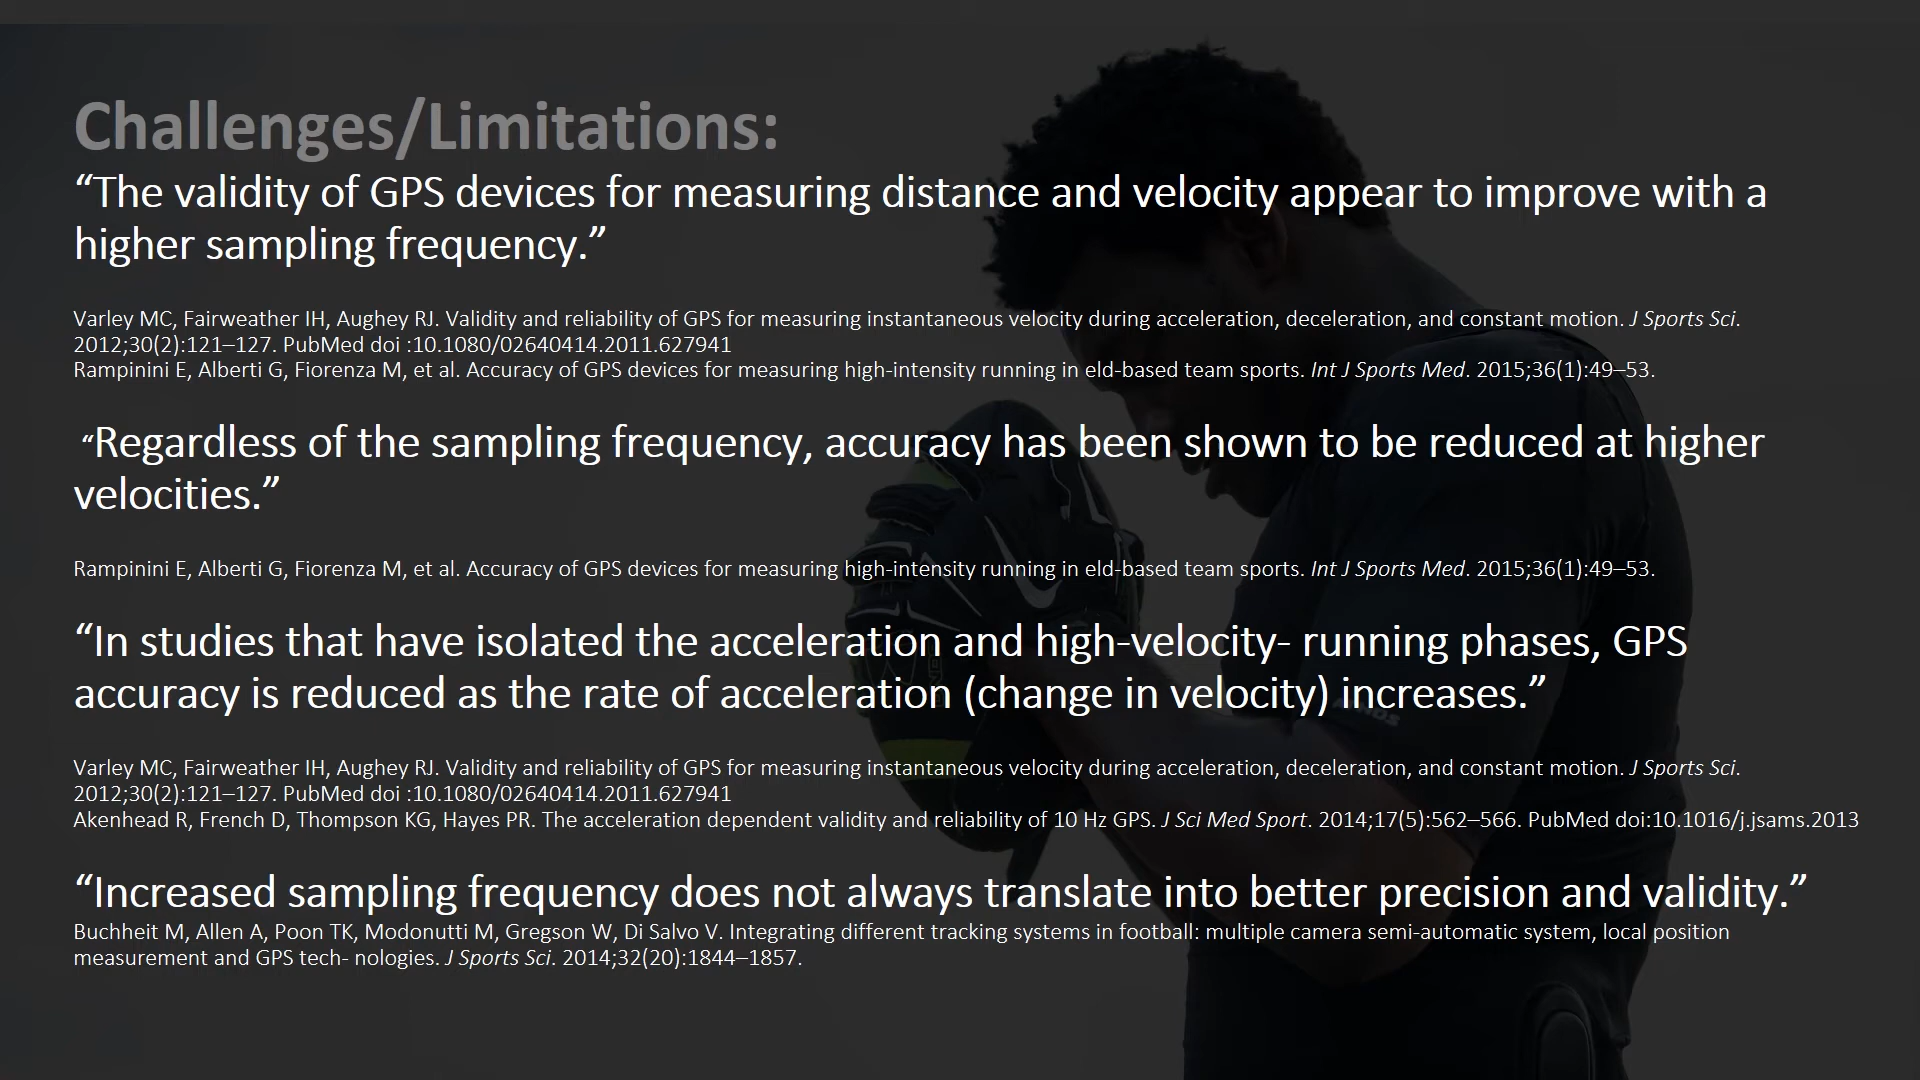 Challenges/Limitations:
“The validity of GPS devices for measuring distance and velocity appear to improve with a
higher sampling frequency.”
Varley MC, Fairweather IH, Aughey RJ. Validity and reliability of GPS for measuring instantaneous velocity during acceleration, deceleration, and constant motion. J Sports Sci.
2012;30(2):121–127. PubMed doi :10.1080/02640414.2011.627941
Rampinini E, Alberti G, Fiorenza M, et al. Accuracy of GPS devices for measuring high-intensity running in eld-based team sports. Int J Sports Med. 2015;36(1):49–53.
“Regardless of the sampling frequency, accuracy has been shown to be reduced at higher
velocities.”
Rampinini E, Alberti G, Fiorenza M, et al. Accuracy of GPS devices for measuring high-intensity running in eld-based team sports. Int J Sports Med. 2015;36(1):49–53.
“In studies that have isolated the acceleration and high-velocity- running phases, GPS
accuracy is reduced as the rate of acceleration (change in velocity) increases.”
Varley MC, Fairweather IH, Aughey RJ. Validity and reliability of GPS for measuring instantaneous velocity during acceleration, deceleration, and constant motion. J Sports Sci.
2012;30(2):121–127. PubMed doi :10.1080/02640414.2011.627941
Akenhead R, French D, Thompson KG, Hayes PR. The acceleration dependent validity and reliability of 10 Hz GPS. J Sci Med Sport. 2014;17(5):562–566. PubMed doi:10.1016/j.jsams.2013
“Increased sampling frequency does not always translate into better precision and validity.”
Buchheit M, Allen A, Poon TK, Modonutti M, Gregson W, Di Salvo V. Integrating different tracking systems in football: multiple camera semi-automatic system, local position
measurement and GPS tech- nologies. J Sports Sci. 2014;32(20):1844–1857.